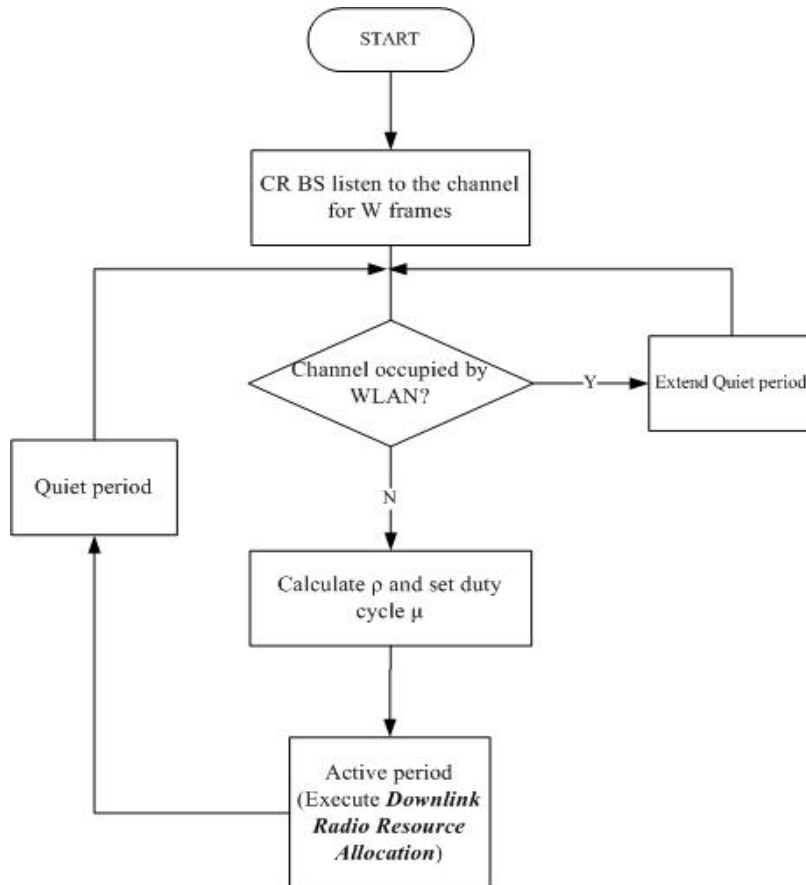 START
CR BS listen to the channel
for W frames
Channel occupied by
WLAN?
Y
Extend Quiet period
Quiet period
N
Calculate ρ and set duty
cycle μ
Active period
(Execute Downlink
Radio Resource
Allocation)